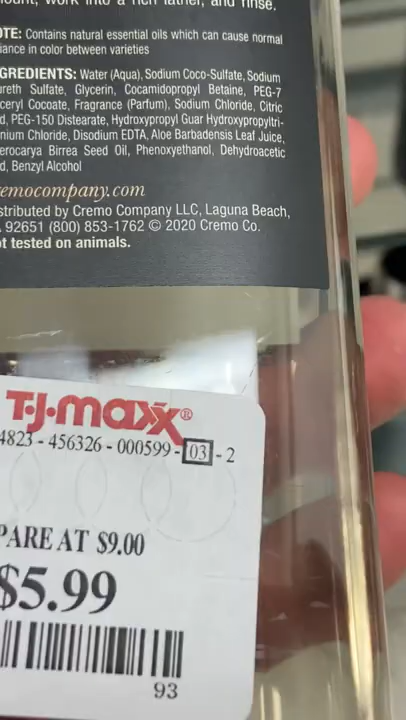 ount, work into a rich lather, and rinse.
OTE: Contains natural essential oils which can cause normal
iance in color between varieties
GREDIENTS: Water (Aqua), Sodium Coco-Sulfate, Sodium
ureth Sulfate, Glycerin, Cocamidopropyl Betaine, PEG-7
ceryl Cocoate, Fragrance (Parfum), Sodium Chloride, Citric
d, PEG-150 Distearate, Hydroxypropyl Guar Hydroxypropyltri-
nium Chloride, Disodium EDTA, Aloe Barbadensis Leaf Juice,
erocarya Birrea Seed Oil, Phenoxyethanol, Dehydroacetic
d, Benzyl Alcohol
remocompany.com
stributed by Cremo Company LLC, Laguna Beach,
92651 (800) 853-1762 © 2020 Cremo Co.
t tested on animals.
T·J·maxx®
4823 - 456326 - 000599 - 03 - 2
PARE AT $9.00
$5.99
93